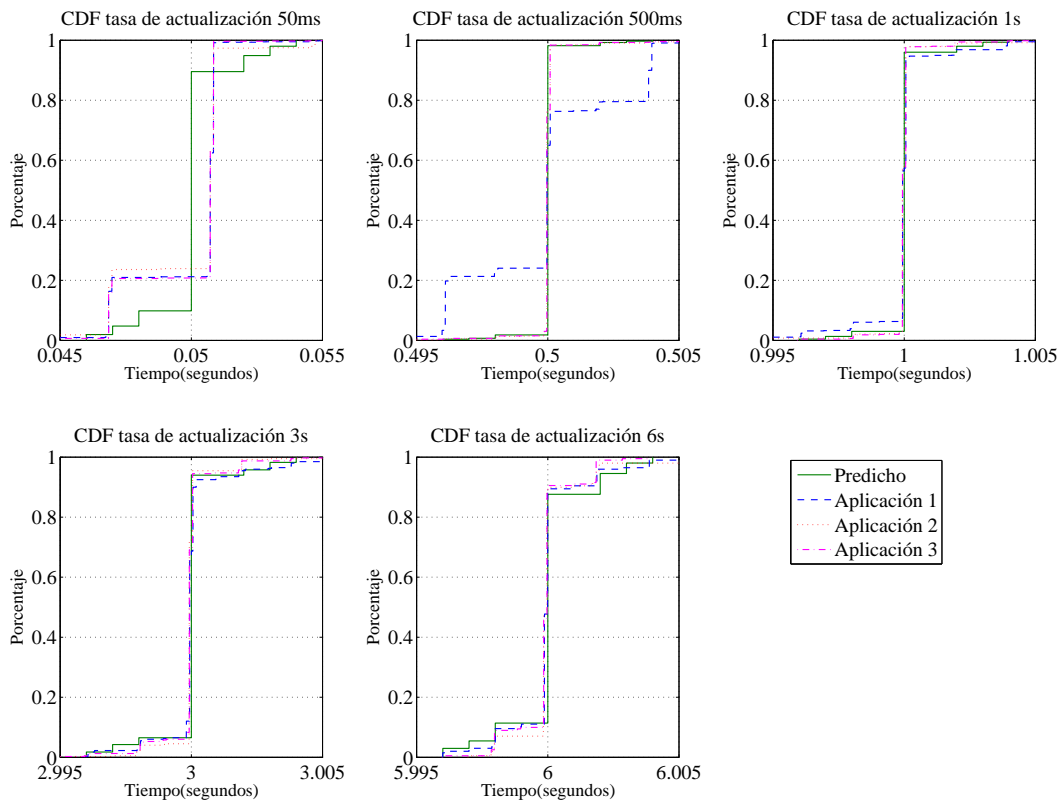 CDF tasa de actualización 50ms
1
0.8
0.6
0.4
0.2
0
0.045
0.05
0.055
Porcentaje
Tiempo(segundos)
CDF tasa de actualización 500ms
1
0.8
0.6
0.4
0.2
0
0.495
0.5
0.505
Porcentaje
Tiempo(segundos)
CDF tasa de actualización 1s
1
0.8
0.6
0.4
0.2
0
0.995
1
1.005
Porcentaje
Tiempo(segundos)
CDF tasa de actualización 3s
1
0.8
0.6
0.4
0.2
0
2.995
3
3.005
Porcentaje
Tiempo(segundos)
CDF tasa de actualización 6s
1
0.8
0.6
0.4
0.2
0
5.995
6
6.005
Porcentaje
Tiempo(segundos)
Predicho
Aplicación 1
Aplicación 2
Aplicación 3